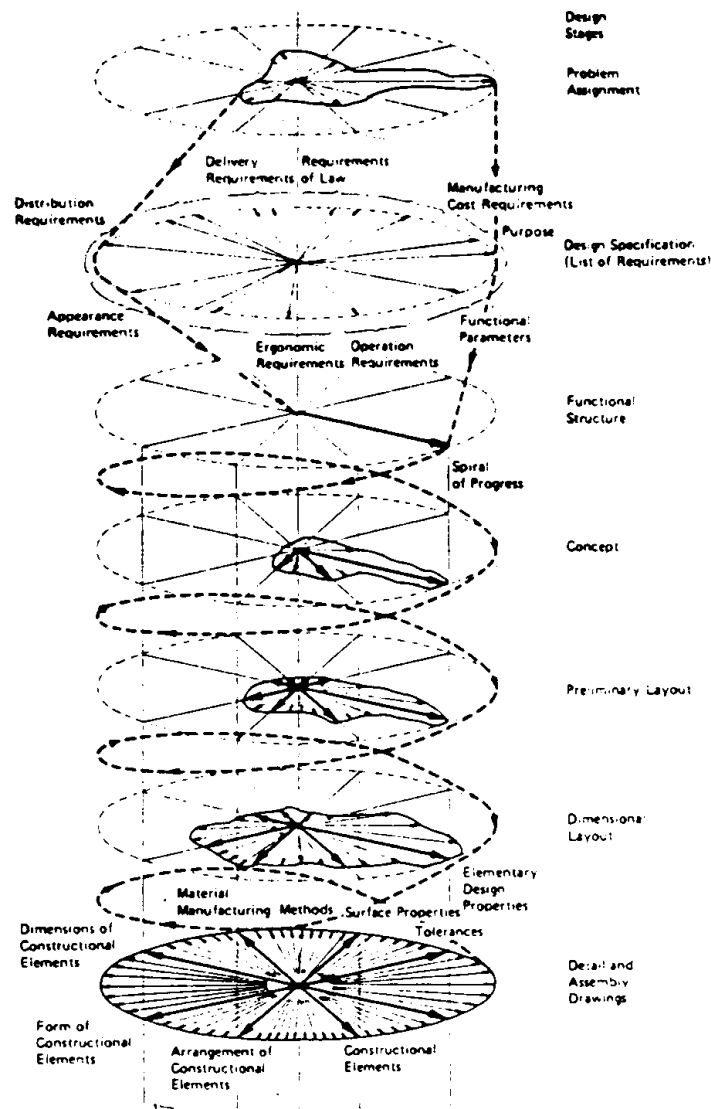 Design
Stages
Problem
Assignment
Delivery
Requirements
Requirements
of Law
Manufacturing
Cost Requirements
Distribution
Requirements
Purpose
Design Specification
(List of Requirements)
Appearance
Requirements
Ergonomic
Requirements
Operation
Requirements
Functional
Parameters
Functional
Structure
Spiral
of Progress
Concept
Preliminary Layout
Dimensional
Layout
Elementary
Design
Properties
Material
Manufacturing Methods
Surface Properties
Tolerances
Dimensions of
Constructional
Elements
Detail and
Assembly
Drawings
Form of
Constructional
Elements
Arrangement of
Constructional
Elements
Constructional
Elements